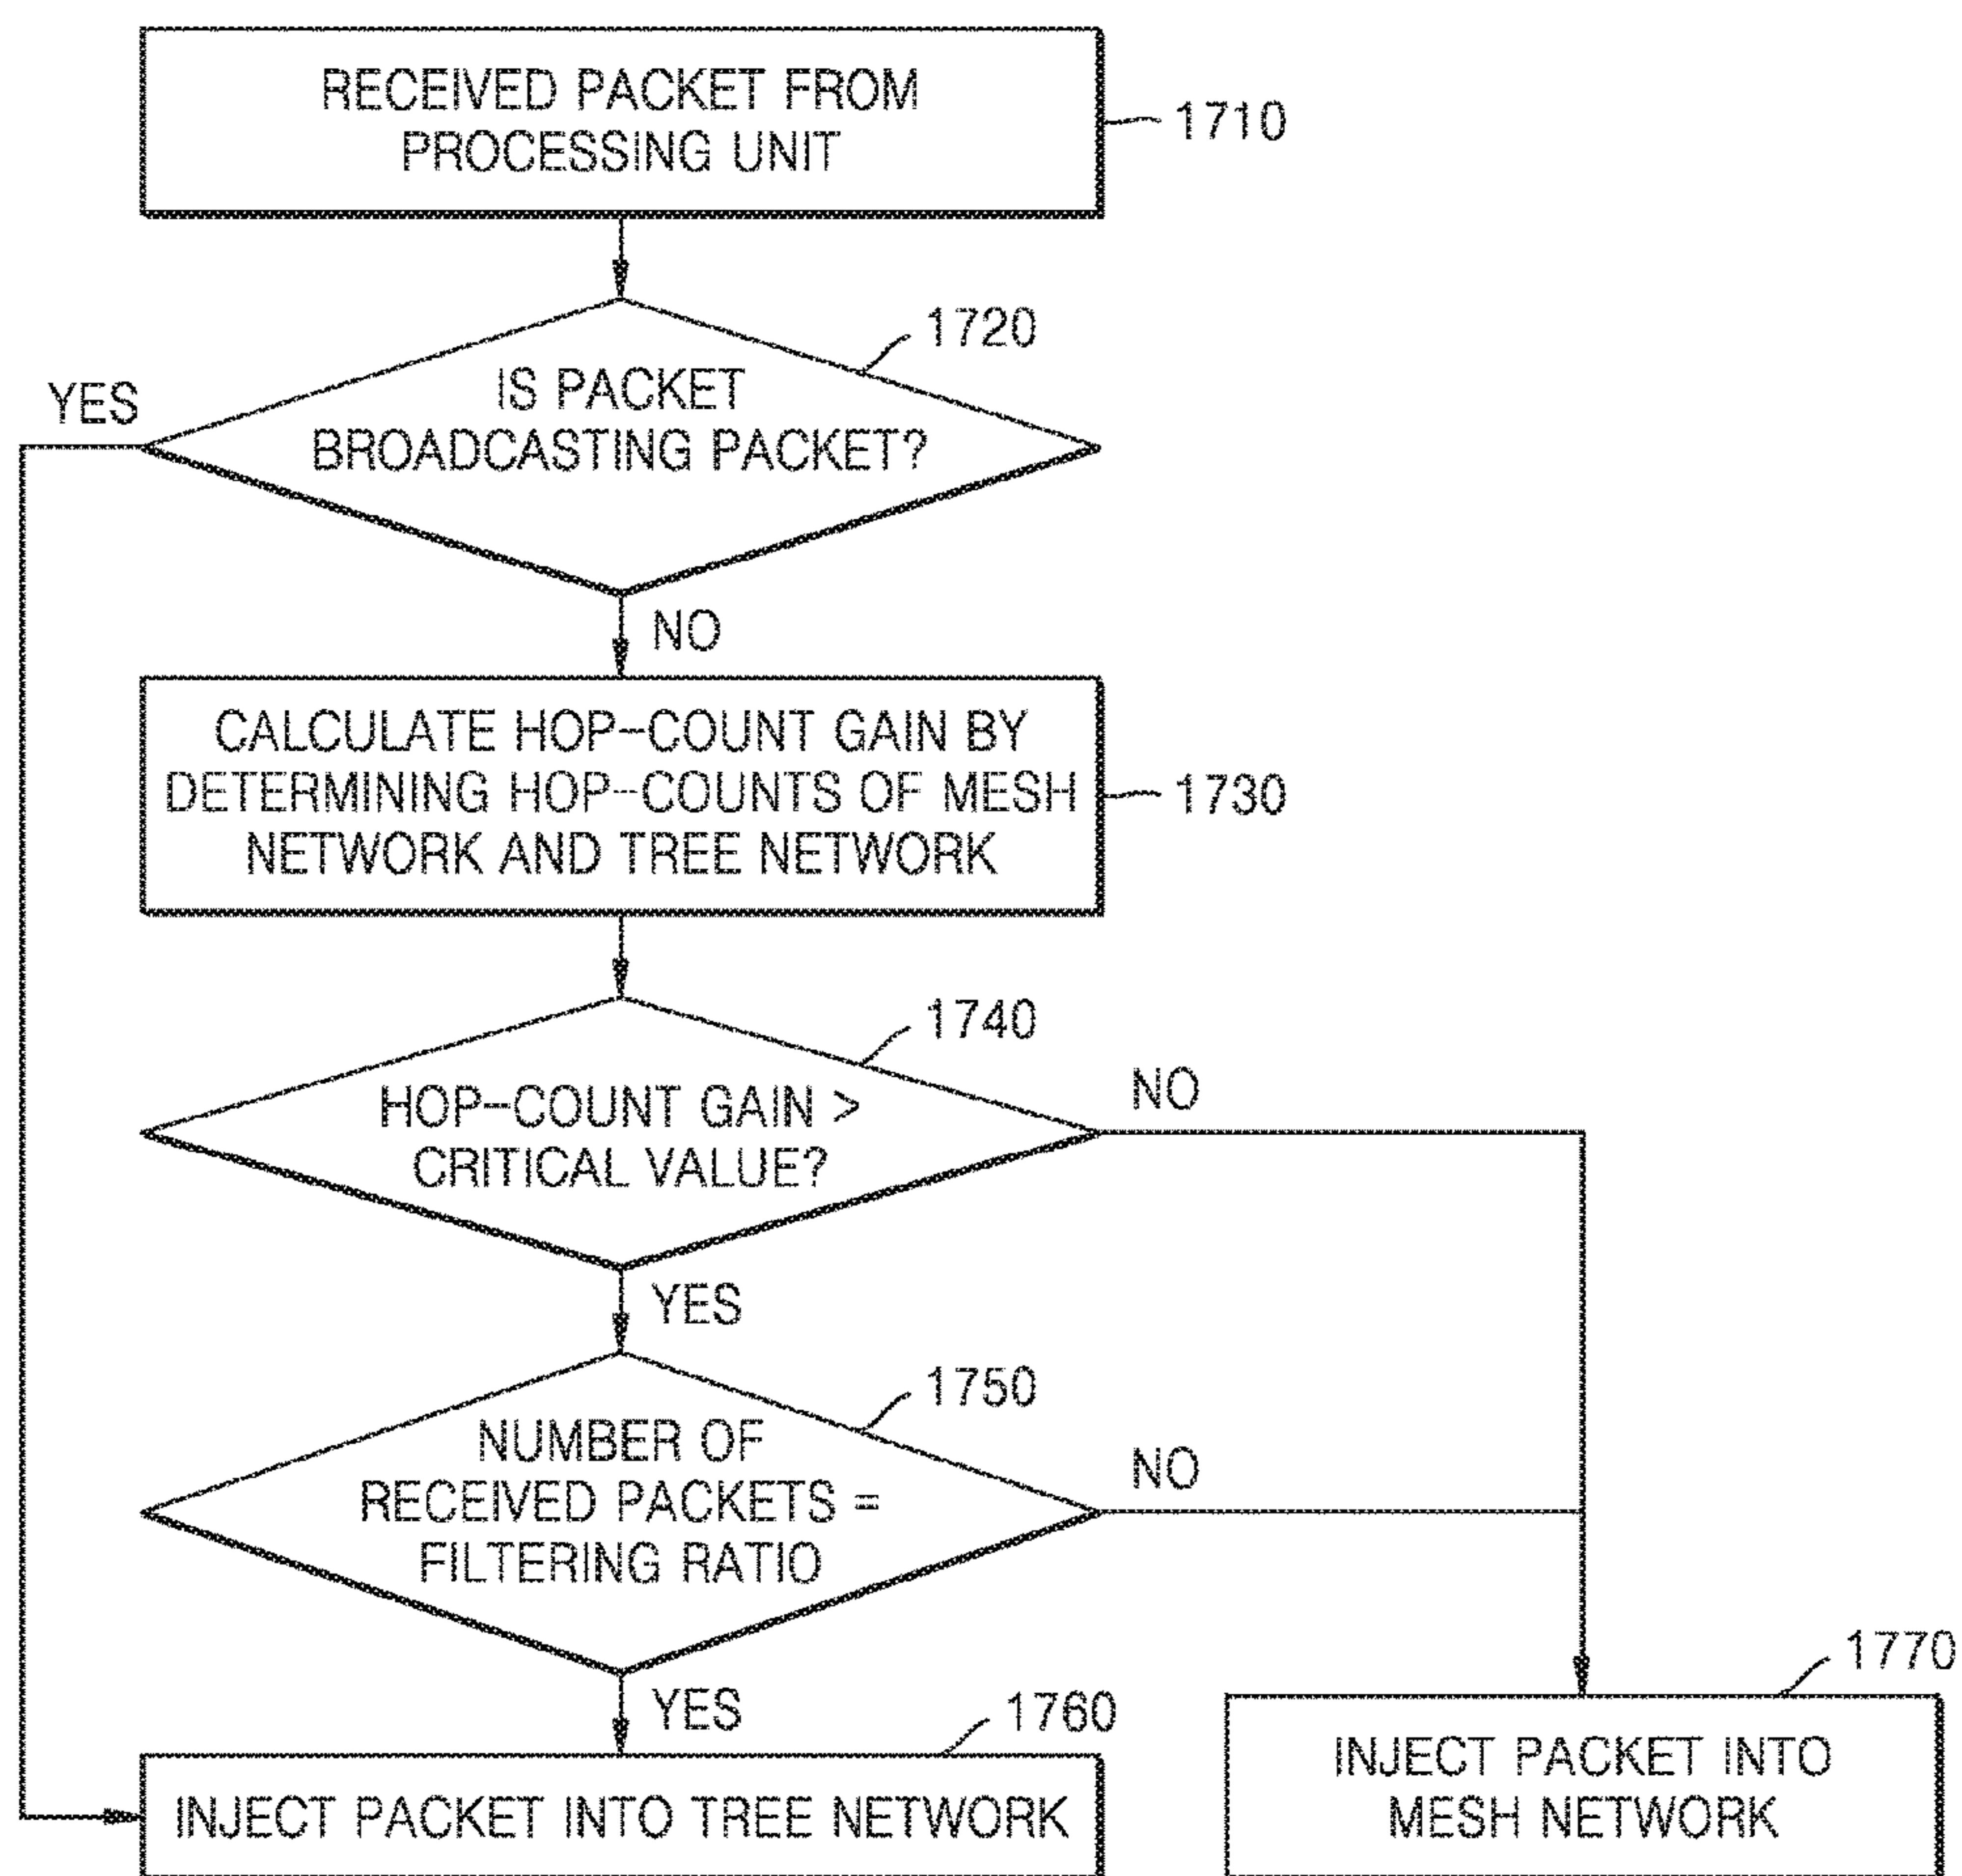 RECEIVED PACKET FROM
PROCESSING UNIT
1710
1720
IS PACKET
BROADCASTING PACKET?
YES
NO
CALCULATE HOP-COUNT GAIN BY
DETERMINING HOP-COUNTS OF MESH
NETWORK AND TREE NETWORK
1730
1740
HOP-COUNT GAIN >
CRITICAL VALUE?
NO
YES
1750
NUMBER OF
RECEIVED PACKETS =
FILTERING RATIO
NO
YES
1760
INJECT PACKET INTO TREE NETWORK
1770
INJECT PACKET INTO
MESH NETWORK